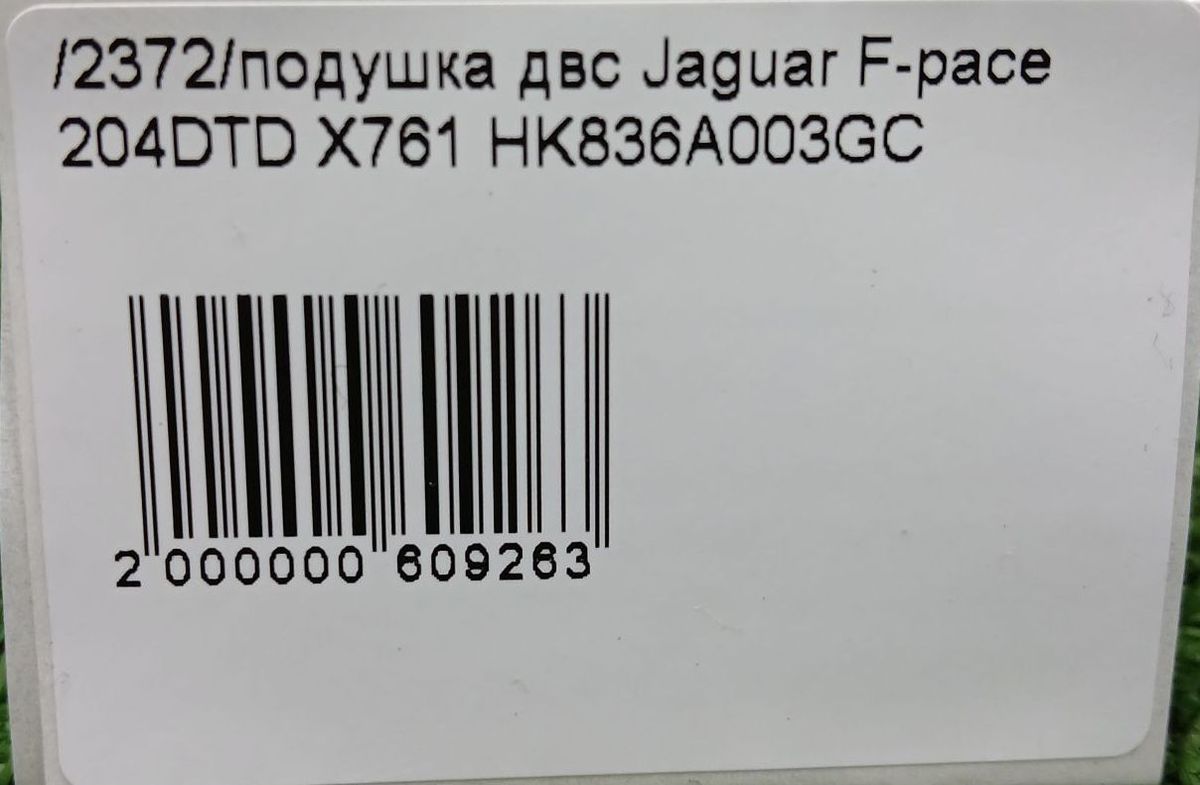 /2372/подушка двс Jaguar F-pace
204DTD X761 HK836A003GC
2 000000 609263